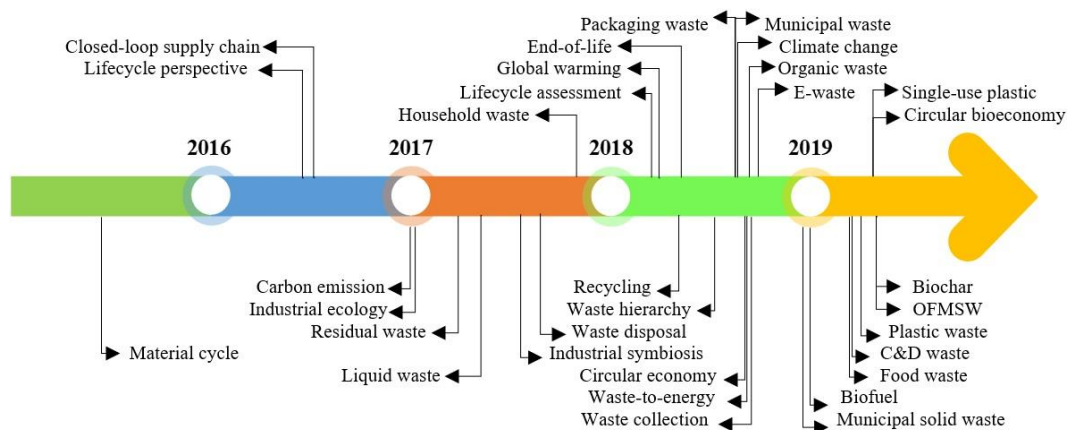 Packaging waste
Municipal waste
Closed-loop supply chain
End-of-life
Climate change
Lifecycle perspective
Global warming
Organic waste
Lifecycle assessment
E-waste
Single-use plastic
Household waste
Circular bioeconomy
2016
2017
2018
2019
Carbon emission
Recycling
Biochar
Industrial ecology
Waste hierarchy
OFMSW
Residual waste
Waste disposal
Plastic waste
Material cycle
Industrial symbiosis
C&D waste
Liquid waste
Circular economy
Food waste
Waste-to-energy
Biofuel
Waste collection
Municipal solid waste